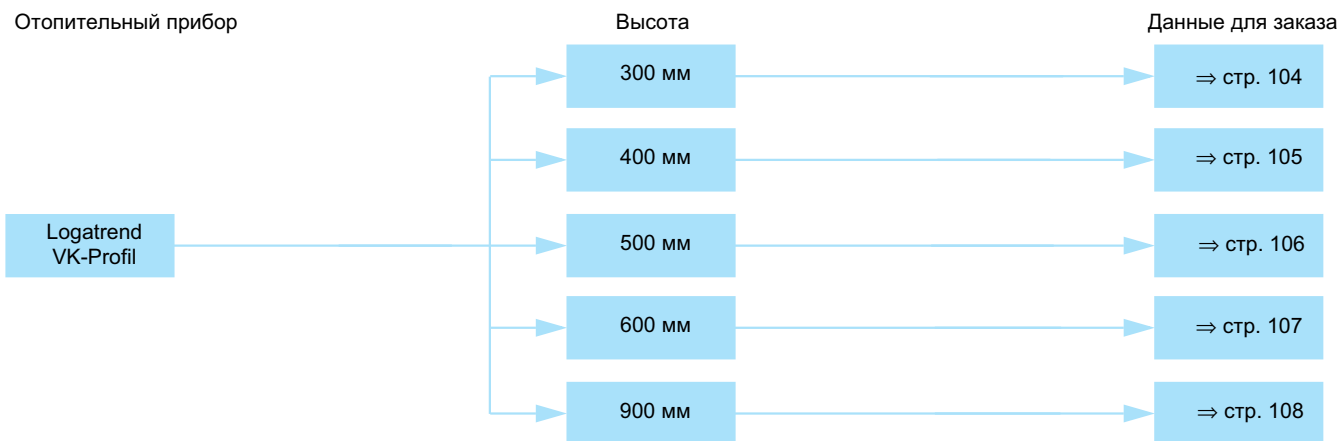 Отопительный прибор
Высота
Данные для заказа
300 мм
⇒ стр. 104
400 мм
⇒ стр. 105
Logatrend
VK-Profil
500 мм
⇒ стр. 106
600 мм
⇒ стр. 107
900 мм
⇒ стр. 108